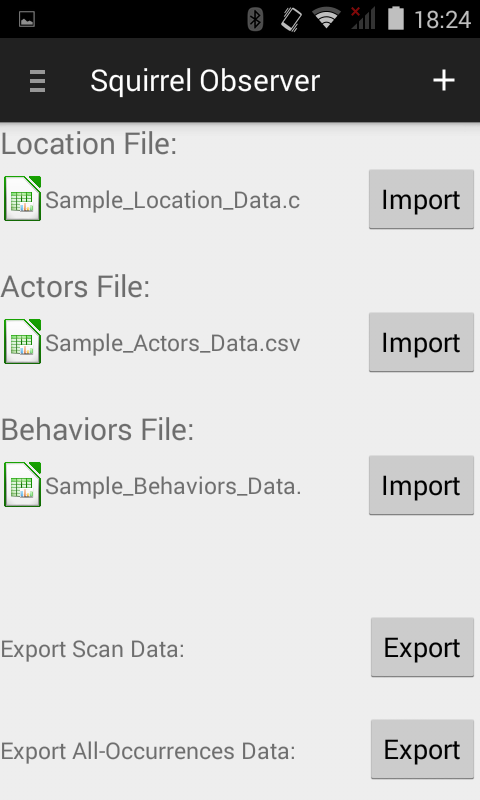 18:24
Squirrel Observer
Location File:
Sample_Location_Data.c
Import
Actors File:
Sample_Actors_Data.csv
Import
Behaviors File:
Sample_Behaviors_Data.
Import
Export Scan Data:
Export
Export All-Occurrences Data:
Export